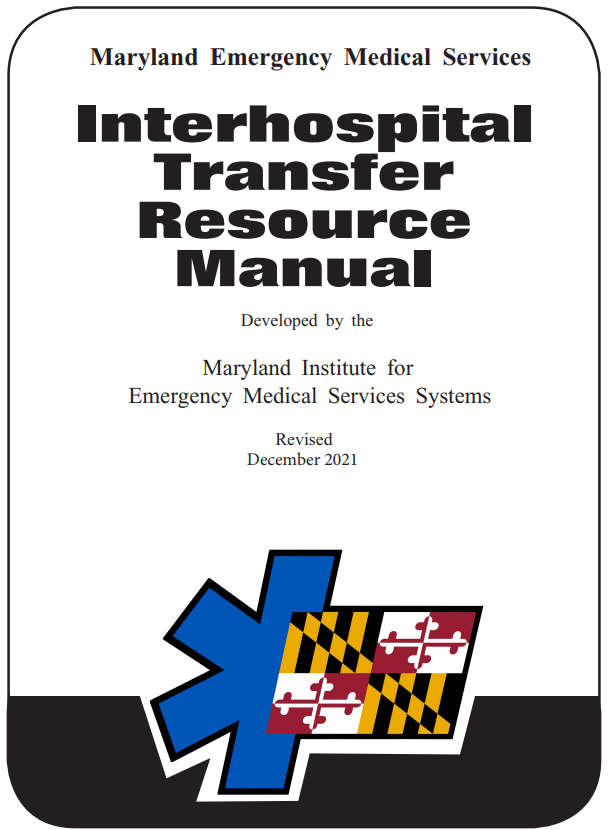 Maryland Emergency Medical Services
Interhospital
Transfer
Resource
Manual
Developed by the
Maryland Institute for
Emergency Medical Services Systems
Revised
December 2021